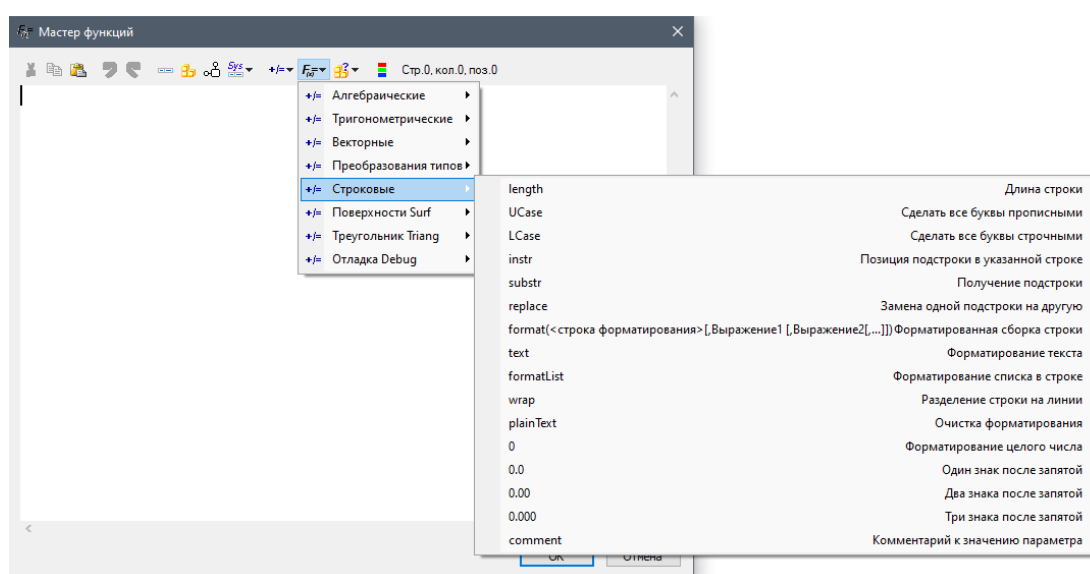 Мастер функций
Sys
+/=
F(x)
Стр.0, кол.0, поз.0
+/= Алгебраические
+/= Тригонометрические
+/= Векторные
+/= Преобразования типов
+/= Строковые
+/= Поверхности Surf
+/= Треугольник Triang
+/= Отладка Debug
length Длина строки
UCase Сделать все буквы прописными
LCase Сделать все буквы строчными
instr Позиция подстроки в указанной строке
substr Получение подстроки
replace Замена одной подстроки на другую
format(<строка форматирования>[,Выражение1 [,Выражение2[,...]]) Форматированная сборка строки
text Форматирование текста
formatList Форматирование списка в строке
wrap Разделение строки на линии
plainText Очистка форматирования
0 Форматирование целого числа
0.0 Один знак после запятой
0.00 Два знака после запятой
0.000 Три знака после запятой
comment Комментарий к значению параметра
OK Отмена